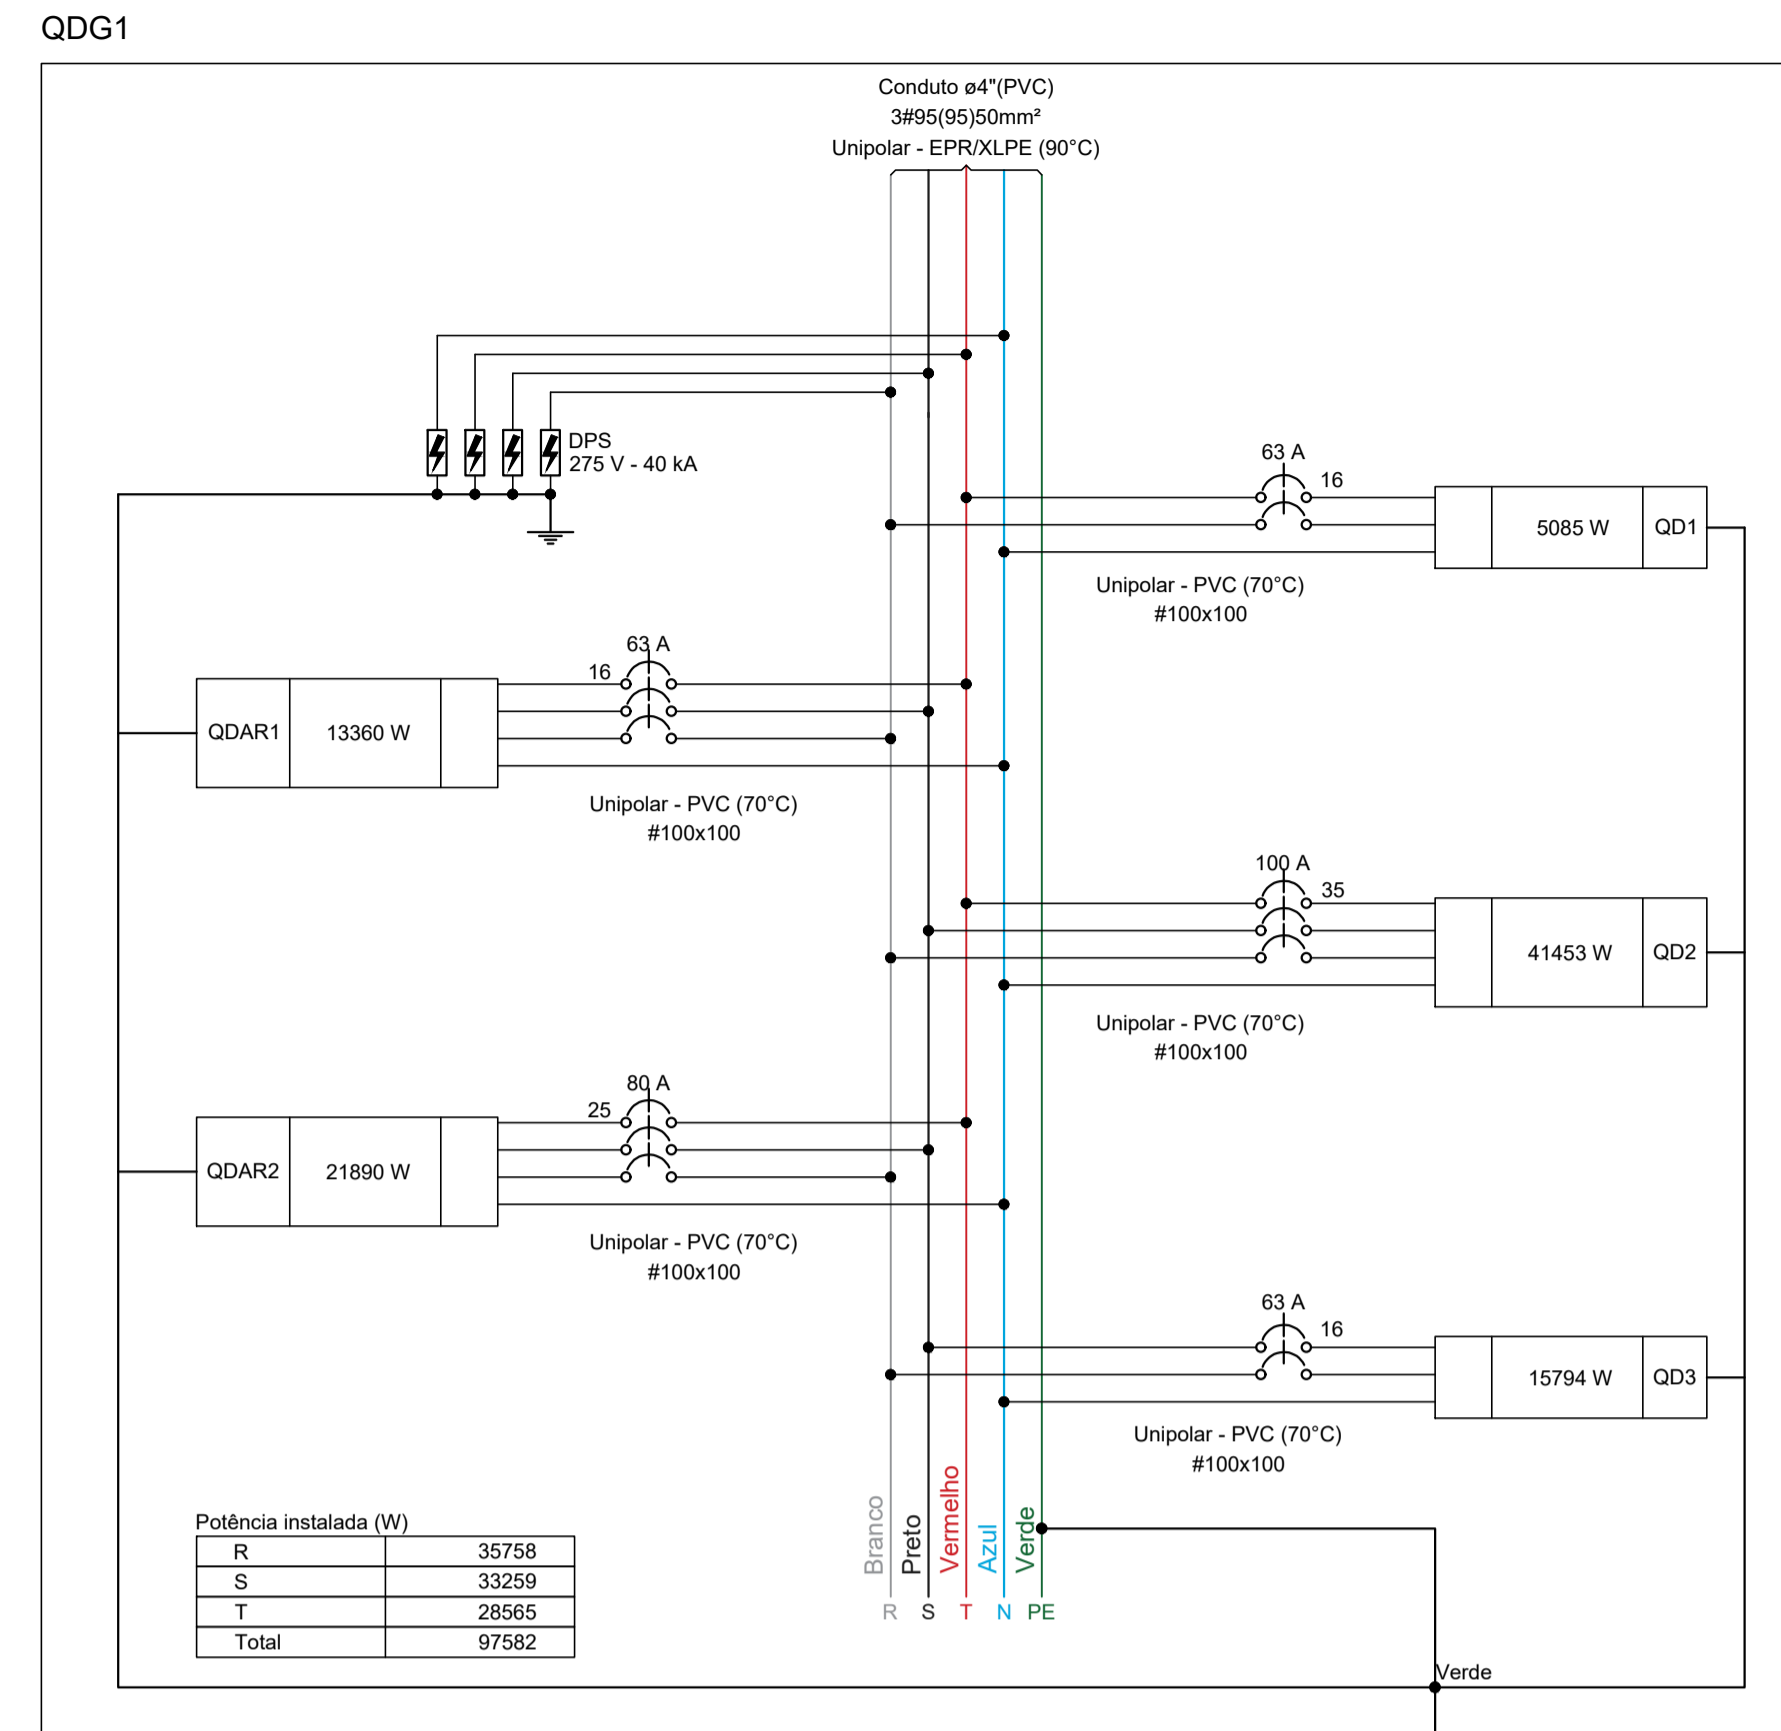 QDG1
Conduto ø4"(PVC)
3#95(95)50mm²
Unipolar - EPR/XLPE (90°C)
DPS
275 V - 40 kA
63 A
16
5085 W
QD1
Unipolar - PVC (70°C)
#100x100
63 A
16
QDAR1
13360 W
Unipolar - PVC (70°C)
#100x100
100 A
35
41453 W
QD2
Unipolar - PVC (70°C)
#100x100
80 A
25
QDAR2
21890 W
Unipolar - PVC (70°C)
#100x100
63 A
16
15794 W
QD3
Unipolar - PVC (70°C)
#100x100
Branco
Preto
Vermelho
Azul
Verde
R S T N PE
Potência instalada (W)
R 35758
S 33259
T 28565
Total 97582
Verde